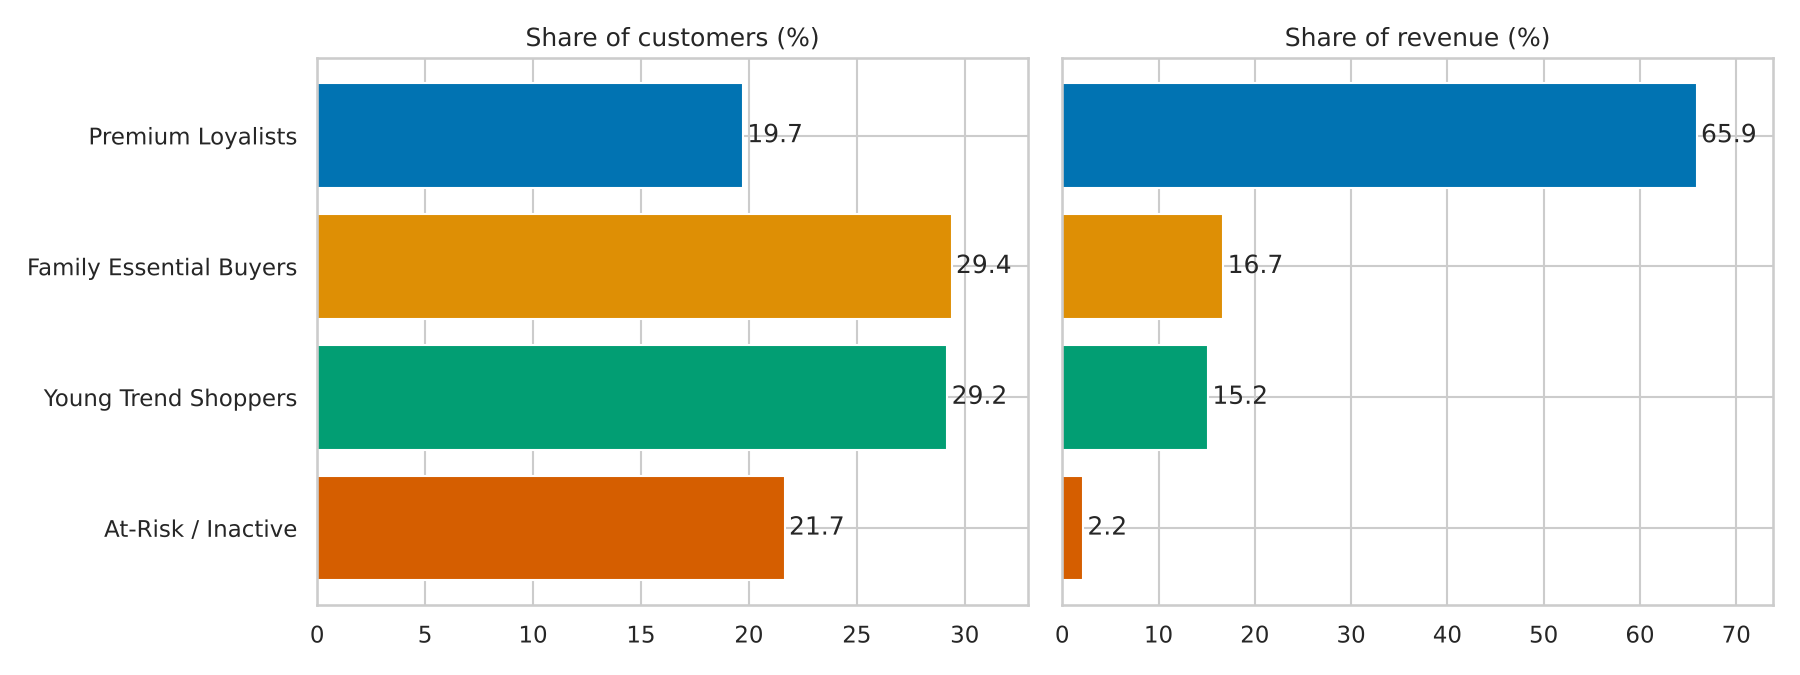 Share of customers (%)
Share of revenue (%)
Premium Loyalists
19.7
65.9
Family Essential Buyers
29.4
16.7
Young Trend Shoppers
29.2
15.2
At-Risk / Inactive
21.7
2.2
0 5 10 15 20 25 30
0 10 20 30 40 50 60 70